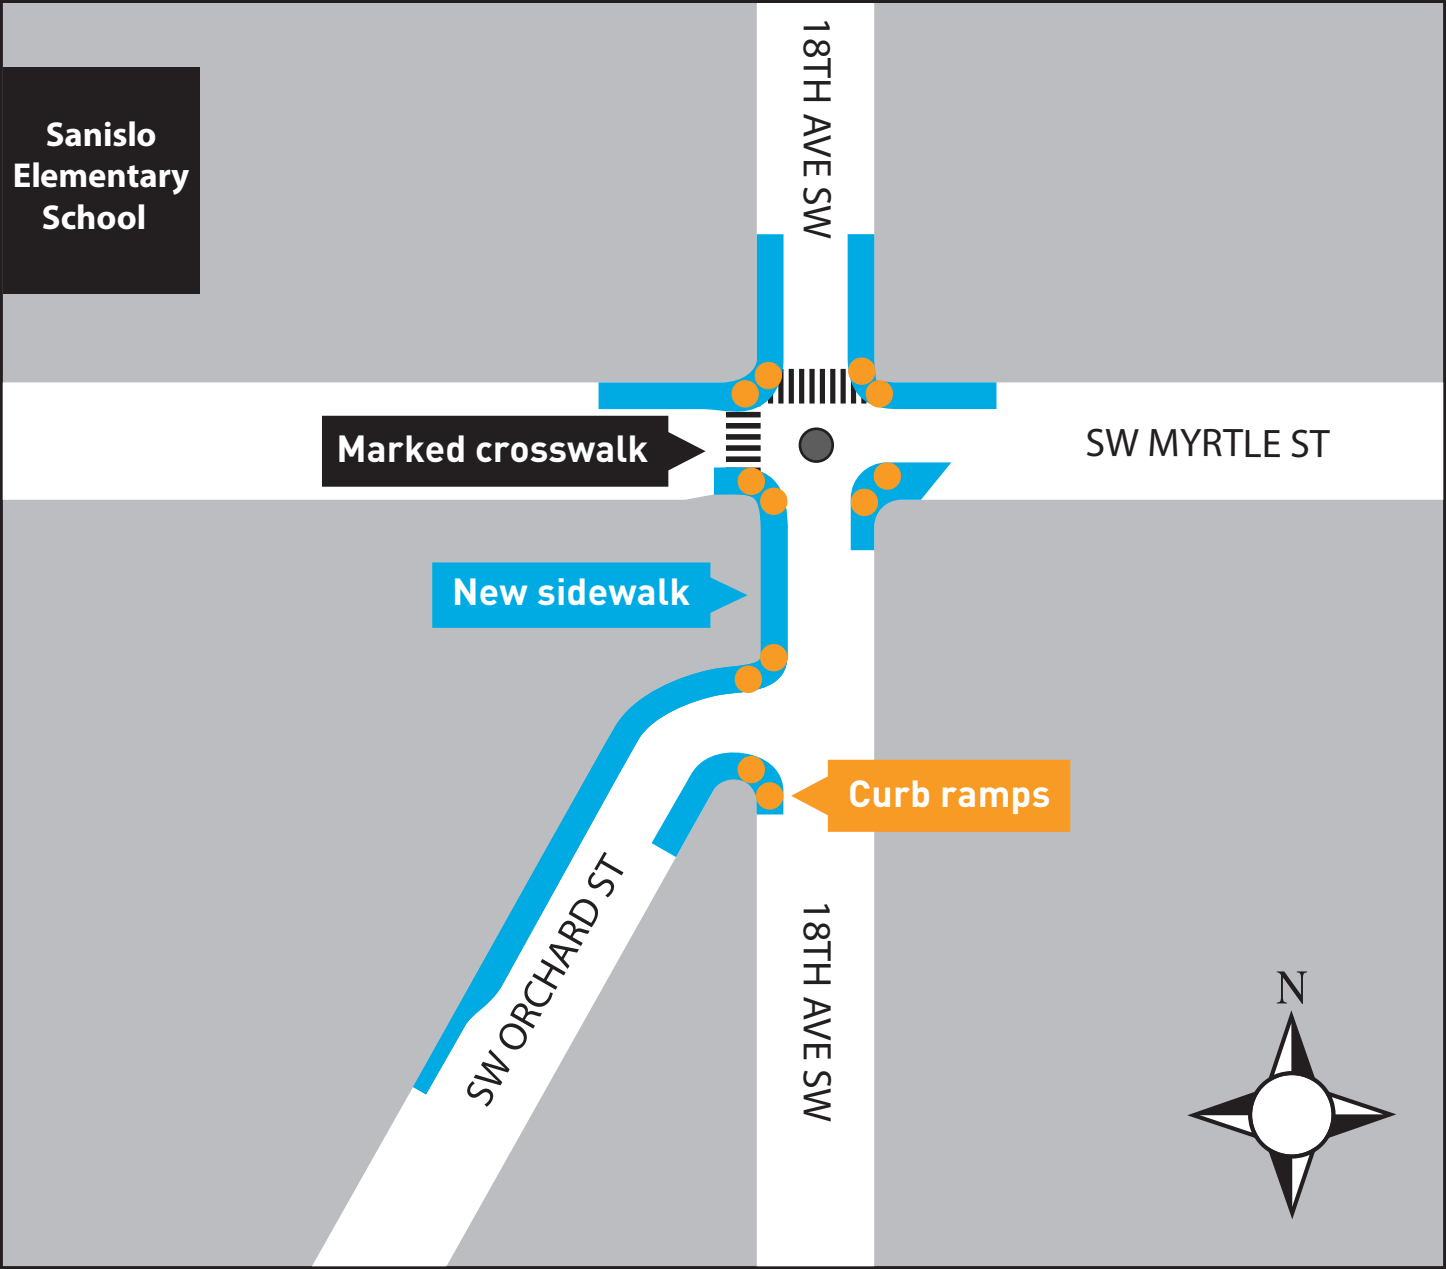 18TH AVE SW
Sanislo
Elementary
School
Marked crosswalk
SW MYRTLE ST
New sidewalk
Curb ramps
SW ORCHARD ST
18TH AVE SW
N